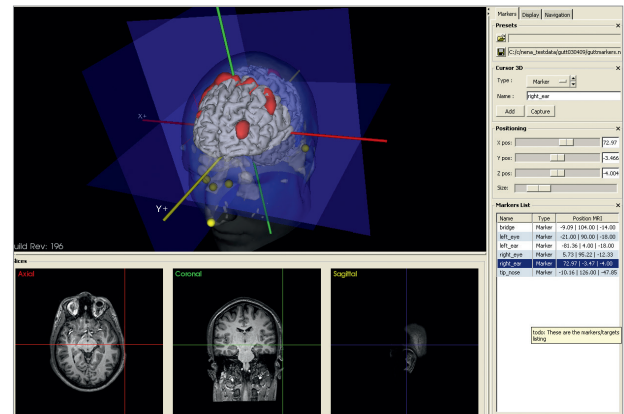 Markers Display Navigation
Presets
C:/c/nena_testdata/gutt030409/guttmarkers.n
Cursor 3D
Type : Marker
Name : right_ear
Add Capture
Positioning
X pos: 72.97
Y pos: -3.466
Z pos: -4.004
Size:
Markers List
Name Type Position MRI
bridge Marker -9.09 | 104.00 | -14.00
left_eye Marker -21.00 | 90.00 | -18.00
left_ear Marker -81.36 | 4.00 | -18.00
right_eye Marker 5.73 | 95.22 | -12.33
right_ear Marker 72.97 | -3.47 | -4.00
tip_nose Marker -10.16 | 126.00 | -47.85
todo: These are the markers/targets
listing
X+
Y+
uild Rev: 196
lices
Axial
Coronal
Sagittal